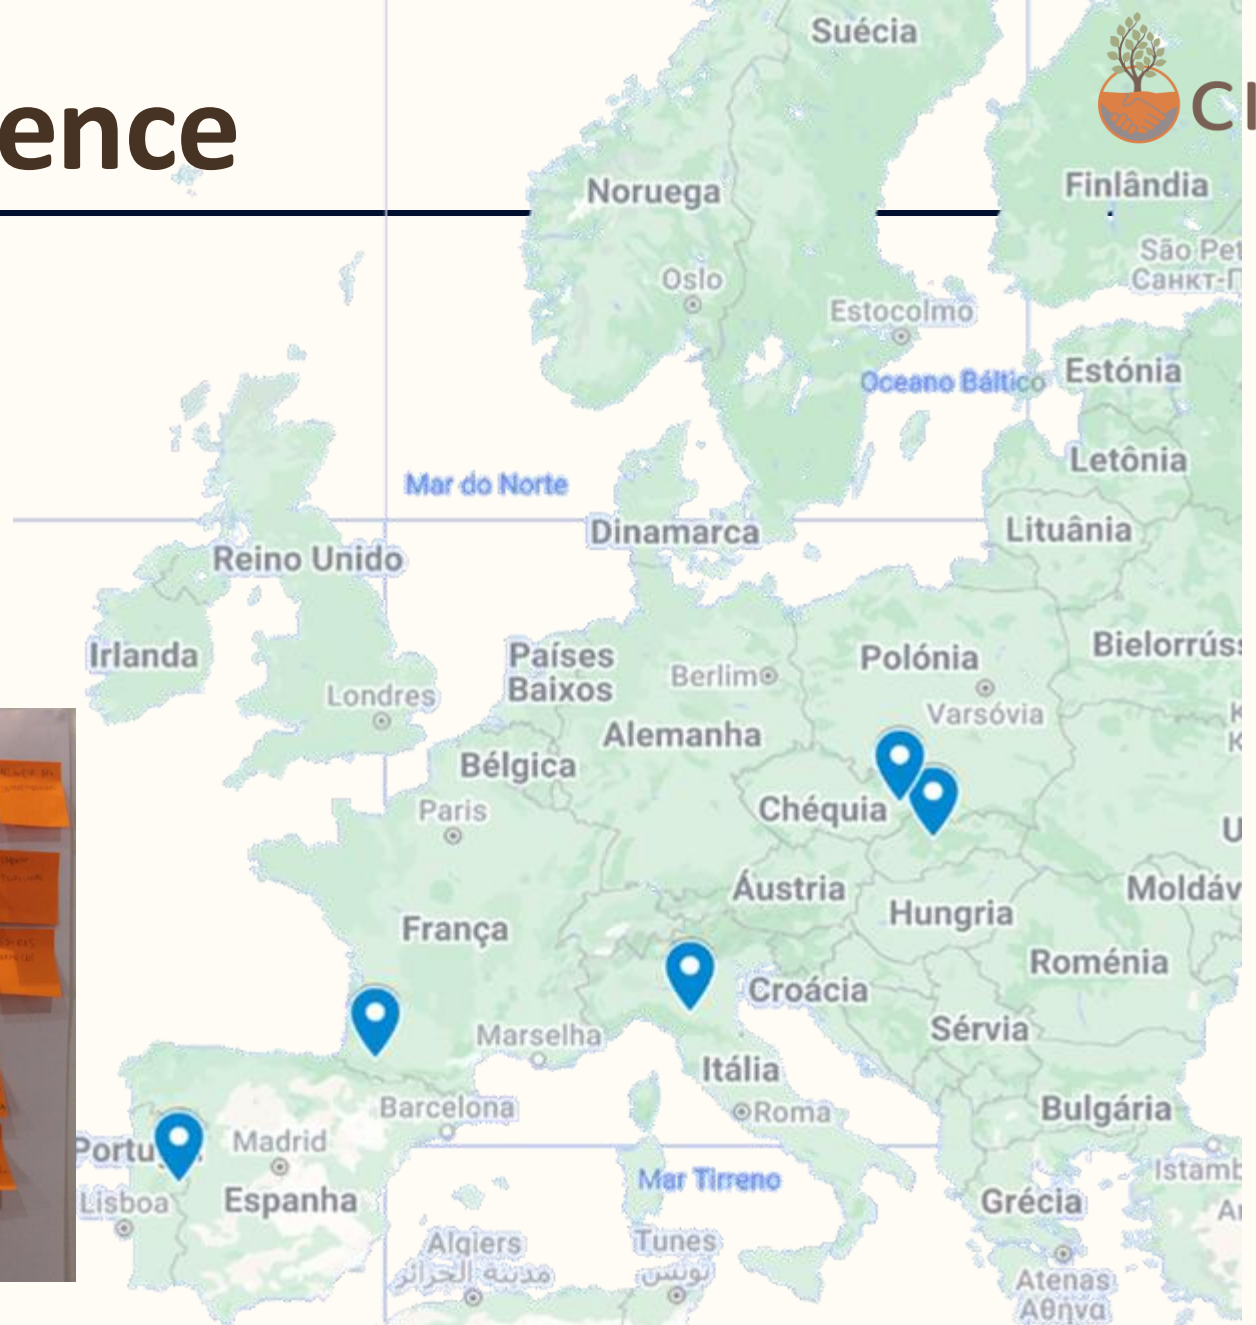 Suécia
ence
CI
Noruega
Finlândia
Oslo
São Pet
Санкт-П
Estocolmo
Oceano Báltico
Estónia
Letônia
Mar do Norte
Dinamarca
Lituânia
Reino Unido
Irlanda
Países
Baixos
Berlim
Polónia
Bielorrús
Londres
Varsóvia
K
K
Alemanha
Bélgica
Paris
Chéquia
U
Áustria
Moldáv
Hungria
França
Roménia
Croácia
Sérvia
Marselha
Itália
Barcelona
Roma
Bulgária
Portu
Madrid
Istamb
Mar Tirreno
Lisboa
Espanha
Grécia
Algiers
مدينة الجزائر
Tunes
تونس
Atenas
Αθήνα